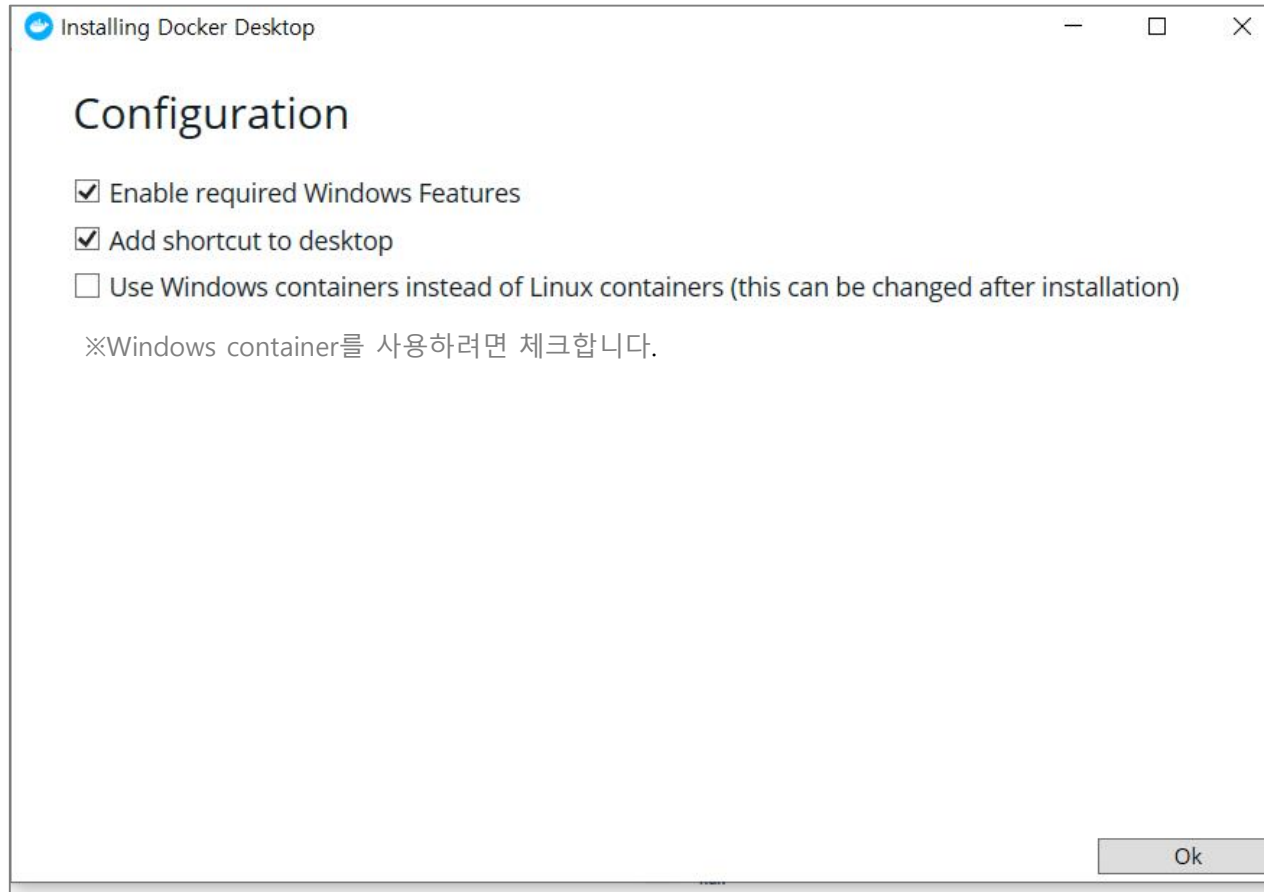 Installing Docker Desktop
Configuration
Enable required Windows Features
Add shortcut to desktop
Use Windows containers instead of Linux containers (this can be changed after installation)
※Windows container를 사용하려면 체크합니다.
Ok